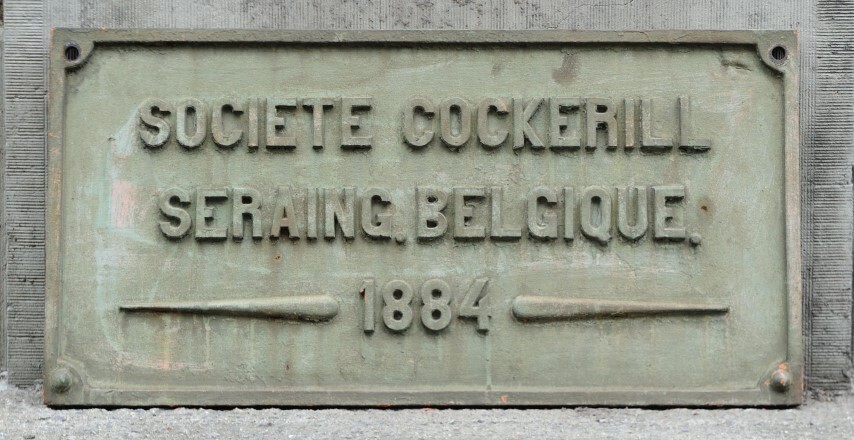 SOCIETE COCKERILL
SERAING. BELGIQUE.
1884